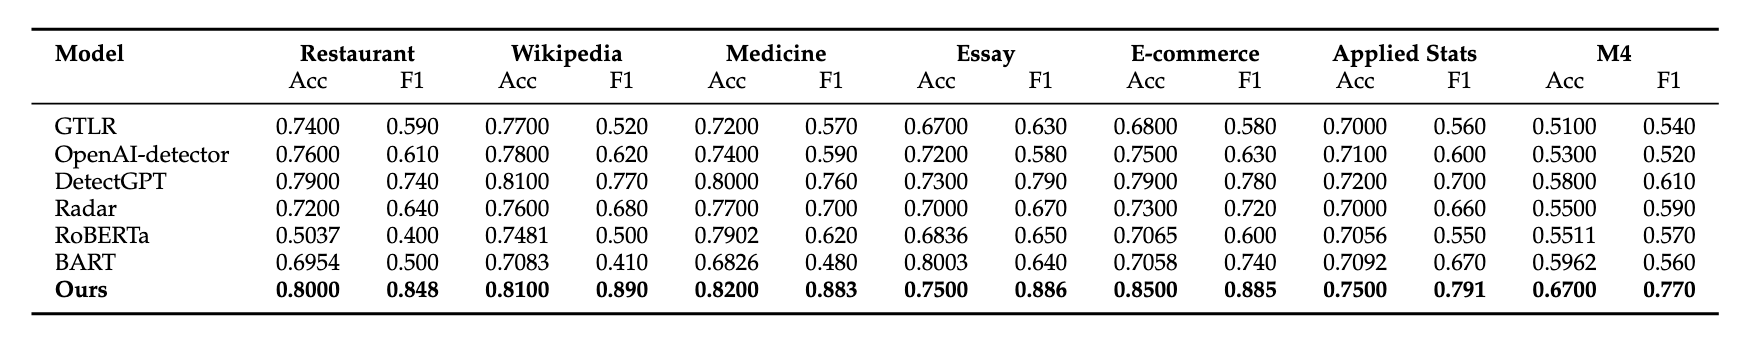 Model Restaurant Wikipedia Medicine Essay E-commerce Applied Stats M4
Acc F1 Acc F1 Acc F1 Acc F1 Acc F1 Acc F1 Acc F1
GTLR 0.7400 0.590 0.7700 0.520 0.7200 0.570 0.6700 0.630 0.6800 0.580 0.7000 0.560 0.5100 0.540
OpenAI-detector 0.7600 0.610 0.7800 0.620 0.7400 0.590 0.7200 0.580 0.7500 0.630 0.7100 0.600 0.5300 0.520
DetectGPT 0.7900 0.740 0.8100 0.770 0.8000 0.760 0.7300 0.790 0.7900 0.780 0.7200 0.700 0.5800 0.610
Radar 0.7200 0.640 0.7600 0.680 0.7700 0.700 0.7000 0.670 0.7300 0.720 0.7000 0.660 0.5500 0.590
RoBERTa 0.5037 0.400 0.7481 0.500 0.7902 0.620 0.6836 0.650 0.7065 0.600 0.7056 0.550 0.5511 0.570
BART 0.6954 0.500 0.7083 0.410 0.6826 0.480 0.8003 0.640 0.7058 0.740 0.7092 0.670 0.5962 0.560
Ours 0.8000 0.848 0.8100 0.890 0.8200 0.883 0.7500 0.886 0.8500 0.885 0.7500 0.791 0.6700 0.770